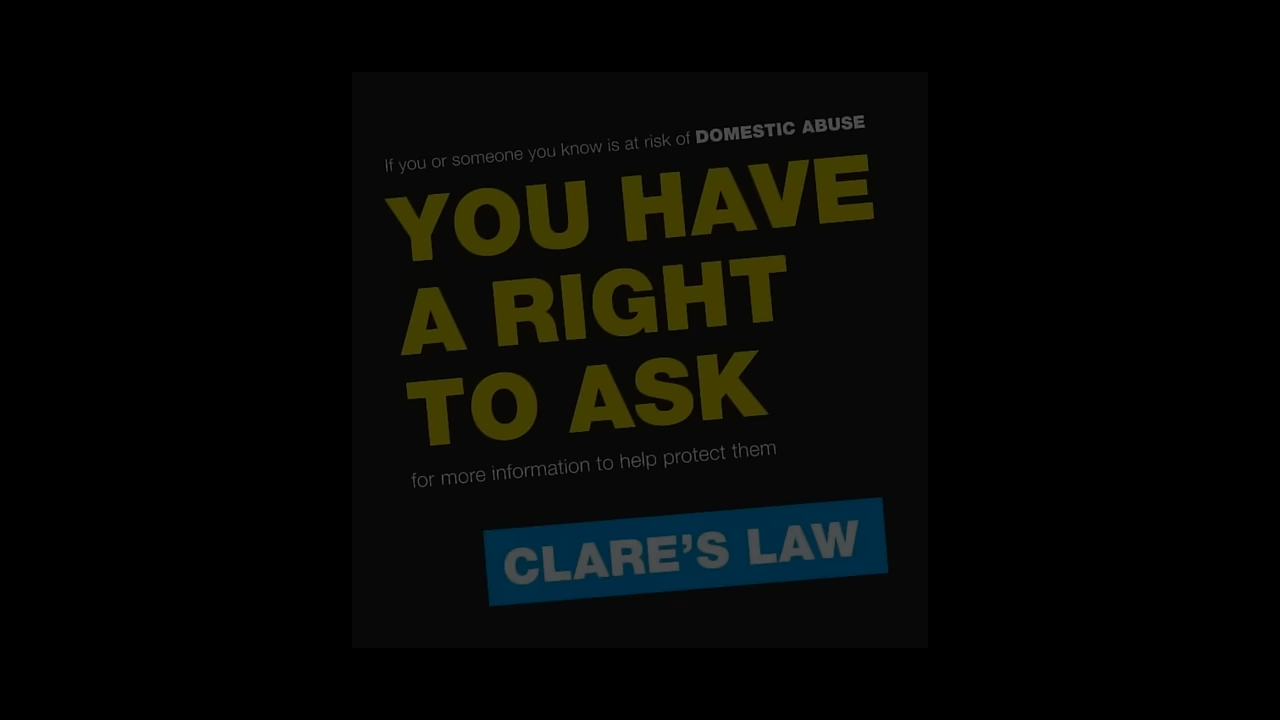 If you or someone you know is at risk of DOMESTIC ABUSE
YOU HAVE
A RIGHT
TO ASK
for more information to help protect them
CLARE’S LAW